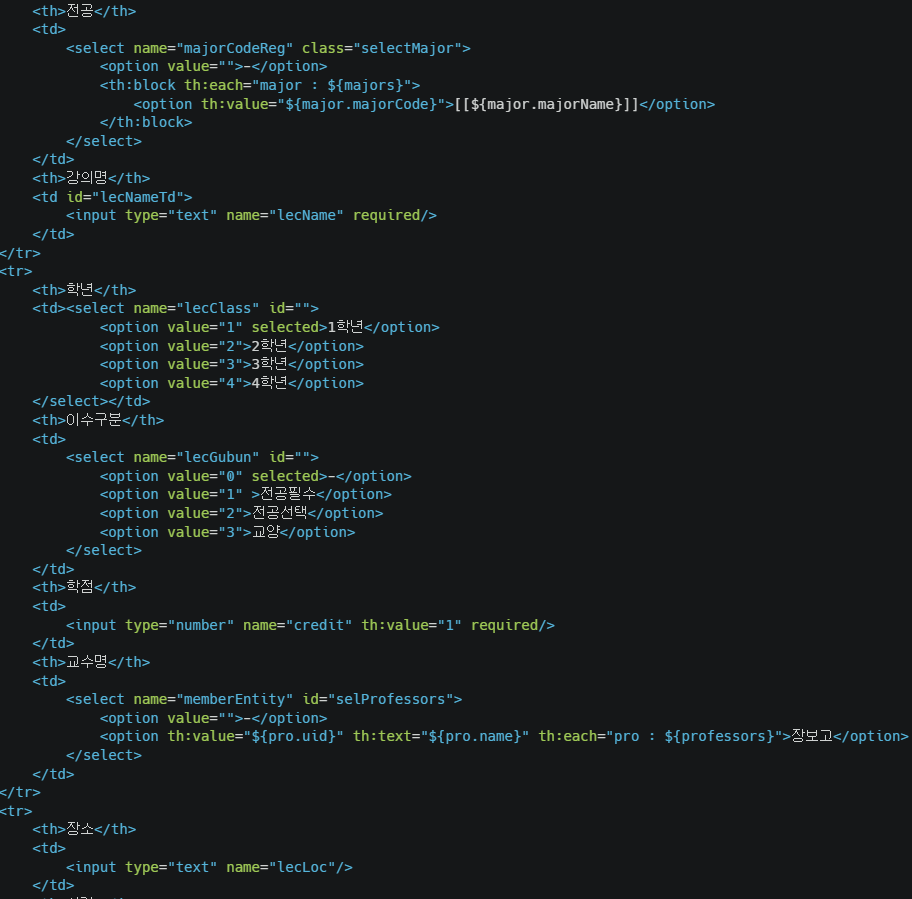 <th>전공</th>
<td>
<select name="majorCodeReg" class="selectMajor">
<option value="">-</option>
<th:block th:each="major : ${majors}">
<option th:value="${major.majorCode}">[[${major.majorName}]]</option>
</th:block>
</select>
</td>
<th>강의명</th>
<td id="lecNameTd">
<input type="text" name="lecName" required/>
</td>
</tr>
<tr>
<th>학년</th>
<td><select name="lecClass" id="">
<option value="1" selected>1학년</option>
<option value="2">2학년</option>
<option value="3">3학년</option>
<option value="4">4학년</option>
</select></td>
<th>이수구분</th>
<td>
<select name="lecGubun" id="">
<option value="0" selected>-</option>
<option value="1" >전공필수</option>
<option value="2">전공선택</option>
<option value="3">교양</option>
</select>
</td>
<th>학점</th>
<td>
<input type="number" name="credit" th:value="1" required/>
</td>
<th>교수명</th>
<td>
<select name="memberEntity" id="selProfessors">
<option value="">-</option>
<option th:value="${pro.uid}" th:text="${pro.name}" th:each="pro : ${professors}">장보고</option>
</select>
</td>
</tr>
<tr>
<th>장소</th>
<td>
<input type="text" name="lecLoc"/>
</td>